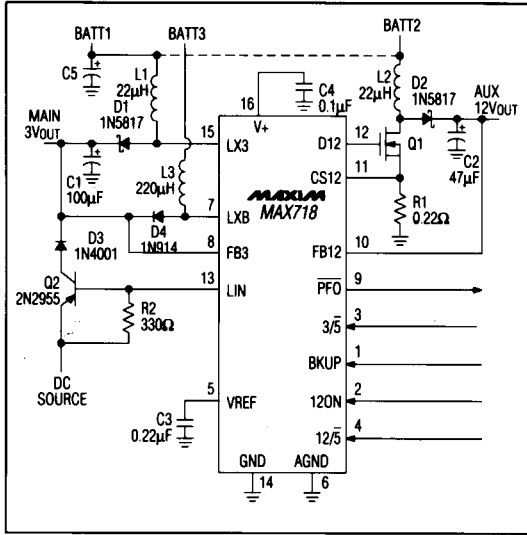 BATT1 BATT3 BATT2
C5 +
L1
22µH
16
C4
0.1µF
V+
L2
22µH
D2
1N5817
AUX
12VOUT
MAIN
3VOUT
D1
1N5817
15 LX3
D12 12
Q1
+
C1
100µF
L3
220µH
CS12 11
+
C2
47µF
MAXIM
MAX718
7 LXB
R1
0.22Ω
D4
1N914
8 FB3
FB12 10
D3
1N4001
PFO 9
Q2
2N2955
13 LIN
3/5 3
R2
330Ω
BKUP 1
DC
SOURCE
12ON 2
5 VREF
12/5 4
C3
0.22µF
GND AGND
14 6